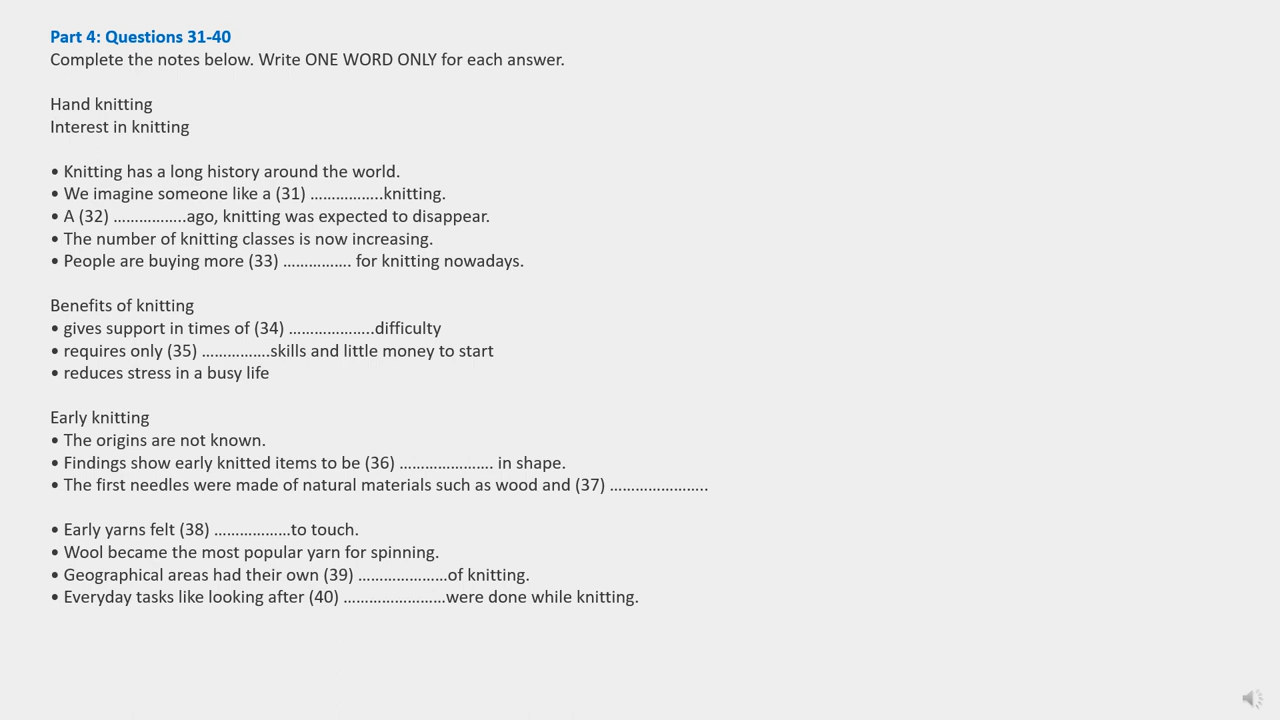 Part 4: Questions 31-40
Complete the notes below. Write ONE WORD ONLY for each answer.
Hand knitting
Interest in knitting
• Knitting has a long history around the world.
• We imagine someone like a (31) ……………..knitting.
• A (32) ……………..ago, knitting was expected to disappear.
• The number of knitting classes is now increasing.
• People are buying more (33) ……………. for knitting nowadays.
Benefits of knitting
• gives support in times of (34) ………………..difficulty
• requires only (35) …………….skills and little money to start
• reduces stress in a busy life
Early knitting
• The origins are not known.
• Findings show early knitted items to be (36) …………………. in shape.
• The first needles were made of natural materials such as wood and (37) …………………..
• Early yarns felt (38) ………………to touch.
• Wool became the most popular yarn for spinning.
• Geographical areas had their own (39) …………………of knitting.
• Everyday tasks like looking after (40) ……………………were done while knitting.